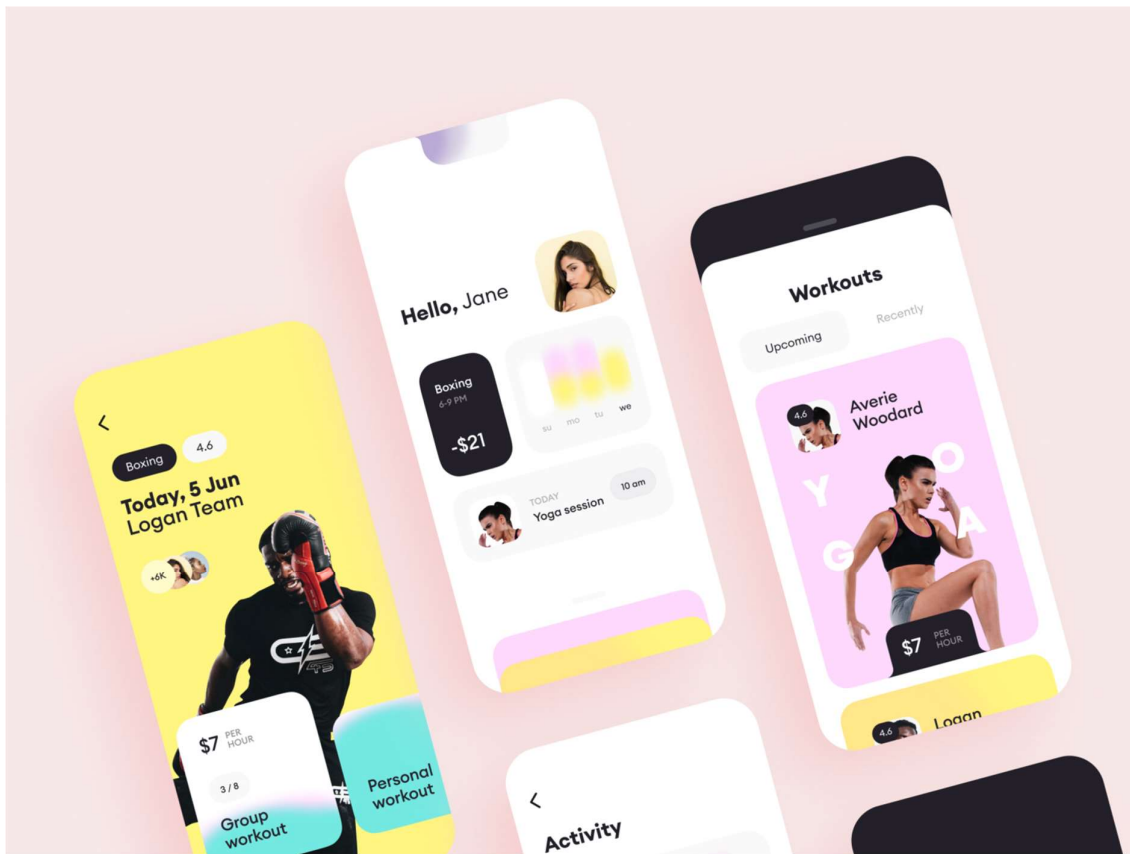 Boxing
4.6
Today, 5 Jun
Logan Team
+6K
$7
PER
HOUR
3 / 8
Group
workout
Personal
workout
Hello, Jane
Boxing
6-9 PM
-$21
su mo tu we
TODAY
Yoga session
10 am
Activity
Workouts
Upcoming
Recently
4.6
Averie
Woodard
Y
O
G
A
$7
PER
HOUR
4.6
Logan